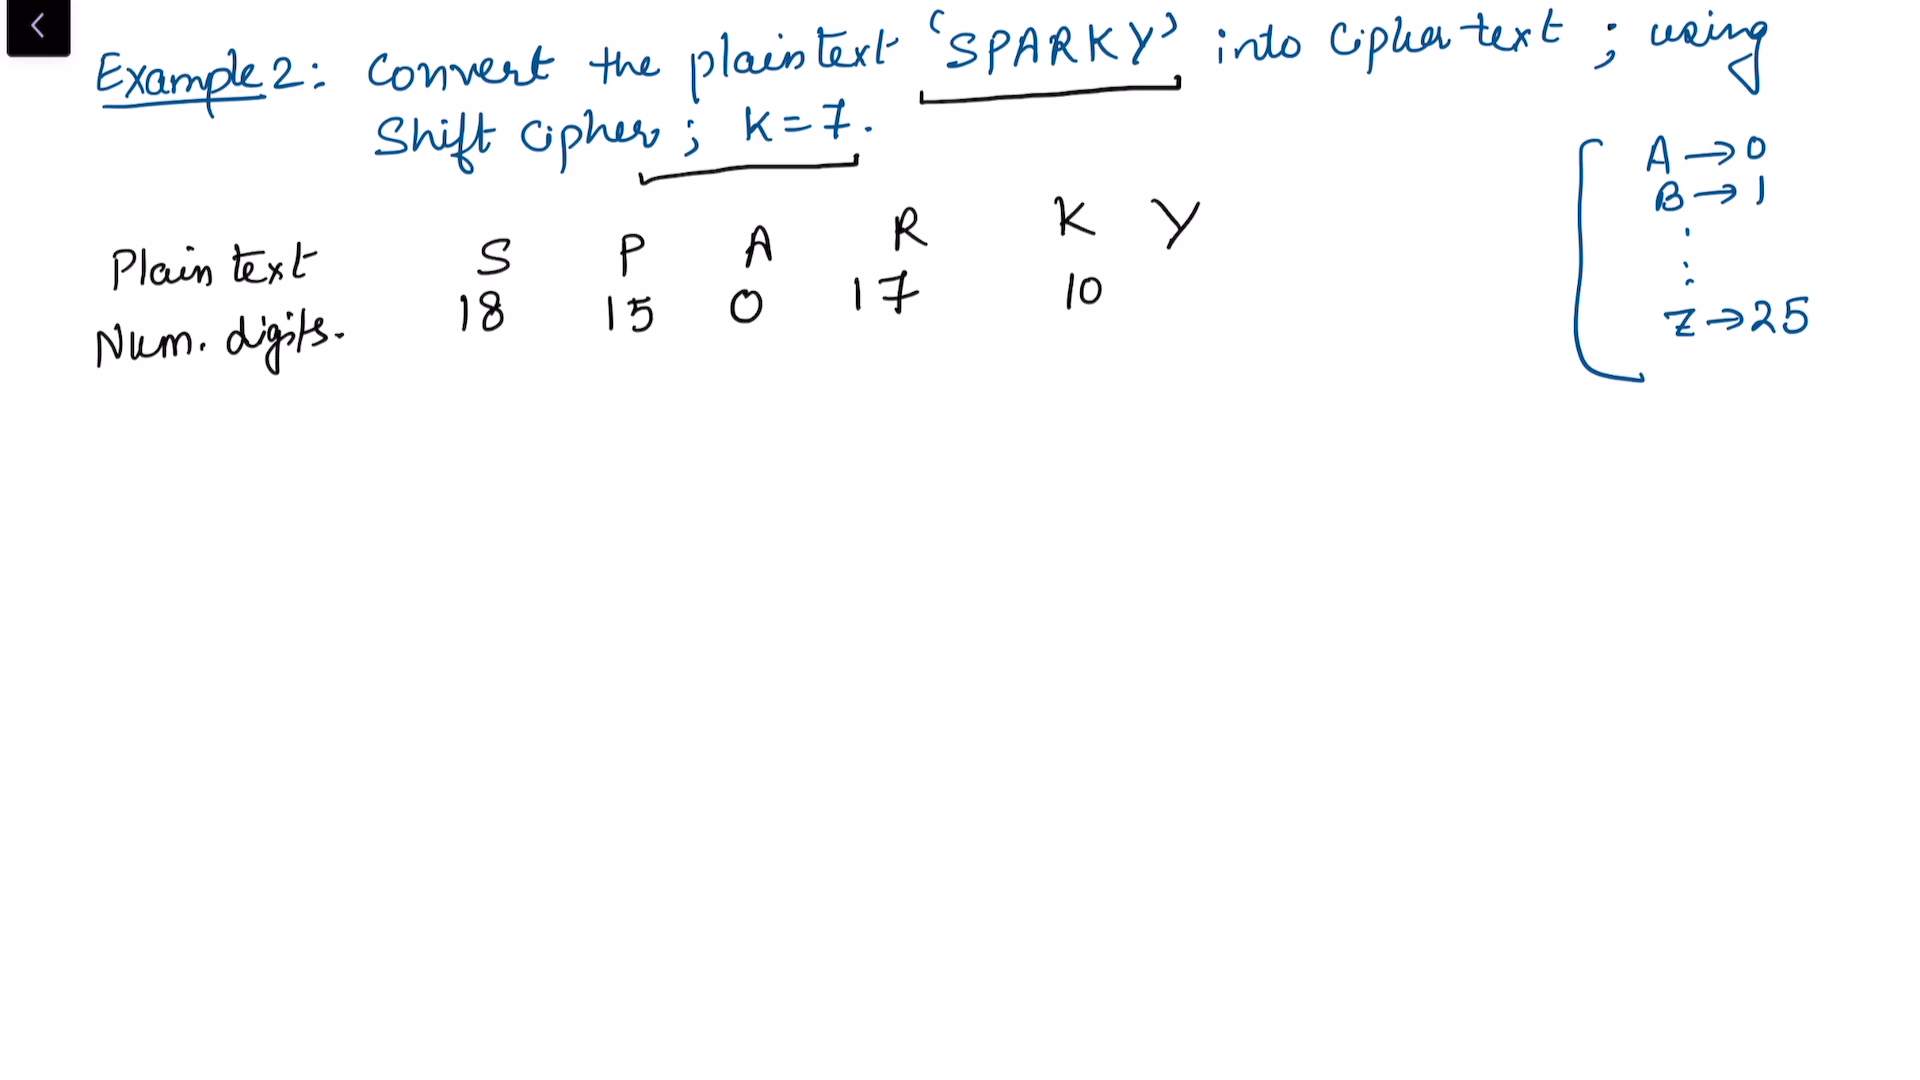 Example 2: Convert the plaintext 'SPARKY' into Cipher text ; using
Shift Cipher ; K = 7.
A → 0
B → 1
Z → 25
Plain text S P A R K Y
Num. digits. 18 15 0 17 10